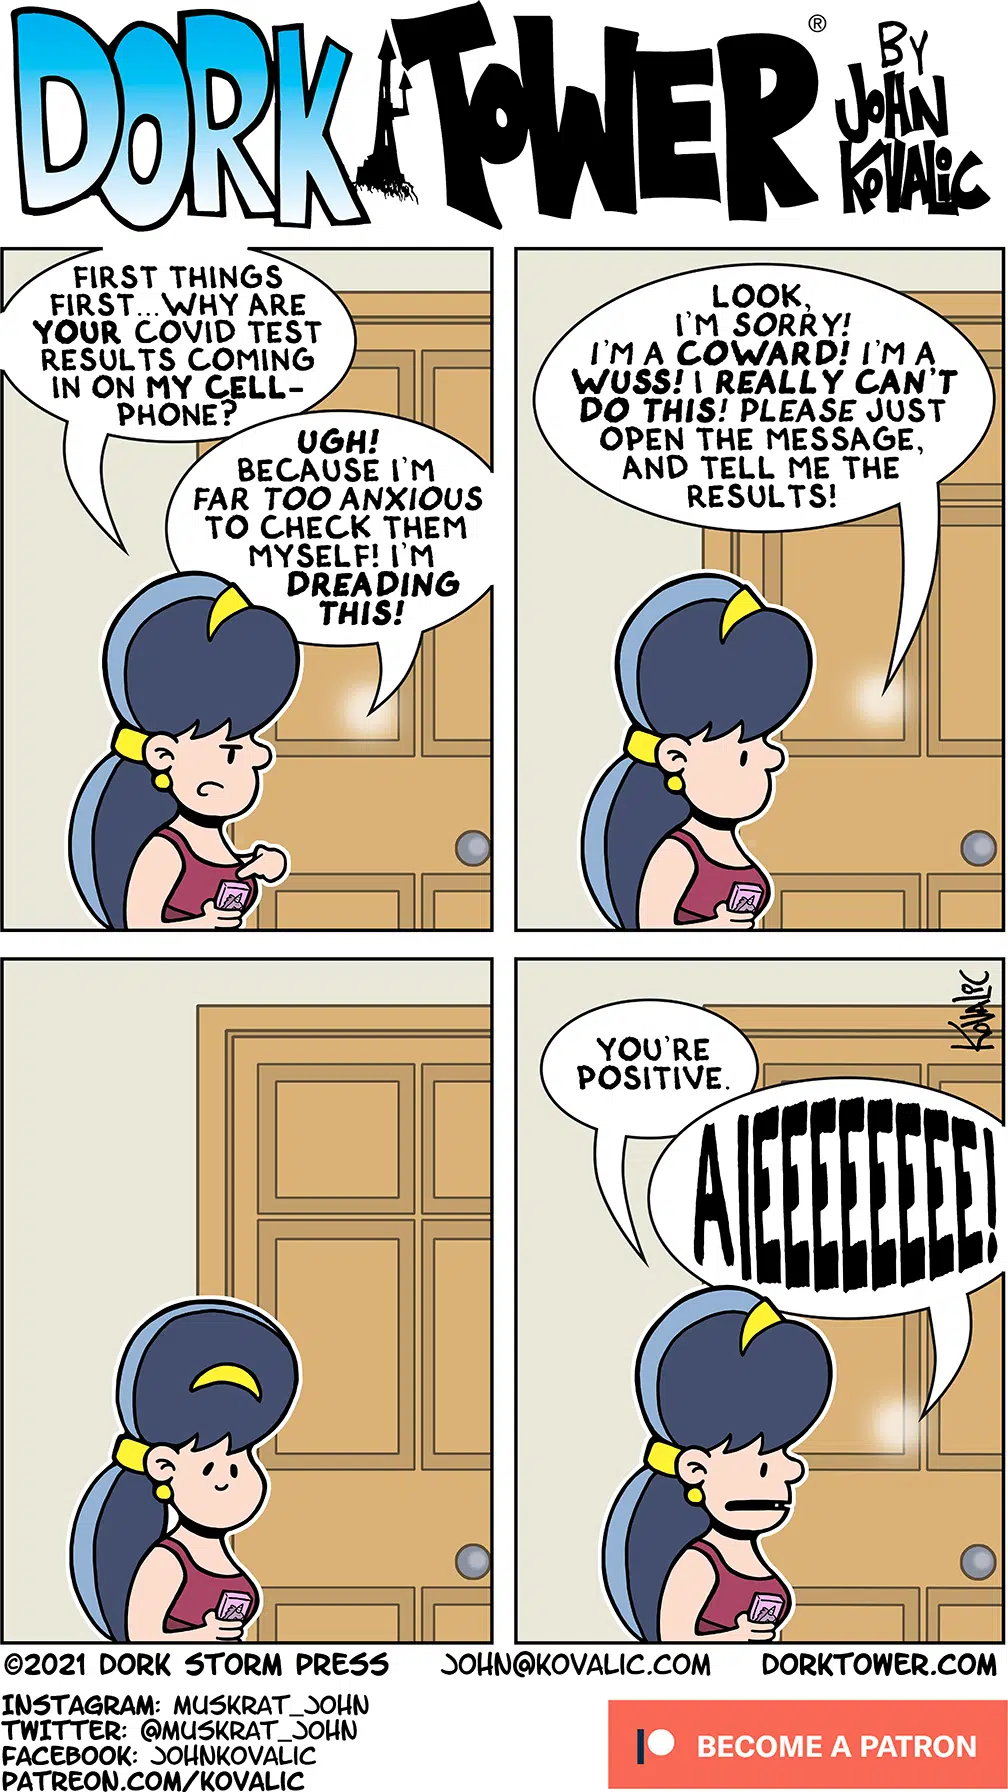 DORK TOWER ®
BY
JOHN
KOVALIC
FIRST THINGS
FIRST...WHY ARE
YOUR COVID TEST
RESULTS COMING
IN ON MY CELL-
PHONE?
UGH!
BECAUSE I'M
FAR TOO ANXIOUS
TO CHECK THEM
MYSELF! I'M
DREADING
THIS!
LOOK,
I'M SORRY!
I'M A COWARD! I'M A
WUSS! I REALLY CAN'T
DO THIS! PLEASE JUST
OPEN THE MESSAGE,
AND TELL ME THE
RESULTS!
YOU'RE
POSITIVE.
AIEEEEEEEE!
KOVALIC
©2021 DORK STORM PRESS JOHN@KOVALIC.COM DORKTOWER.COM
INSTAGRAM: MUSKRAT_JOHN
TWITTER: @MUSKRAT_JOHN
FACEBOOK: JOHNKOVALIC
PATREON.COM/KOVALIC
BECOME A PATRON